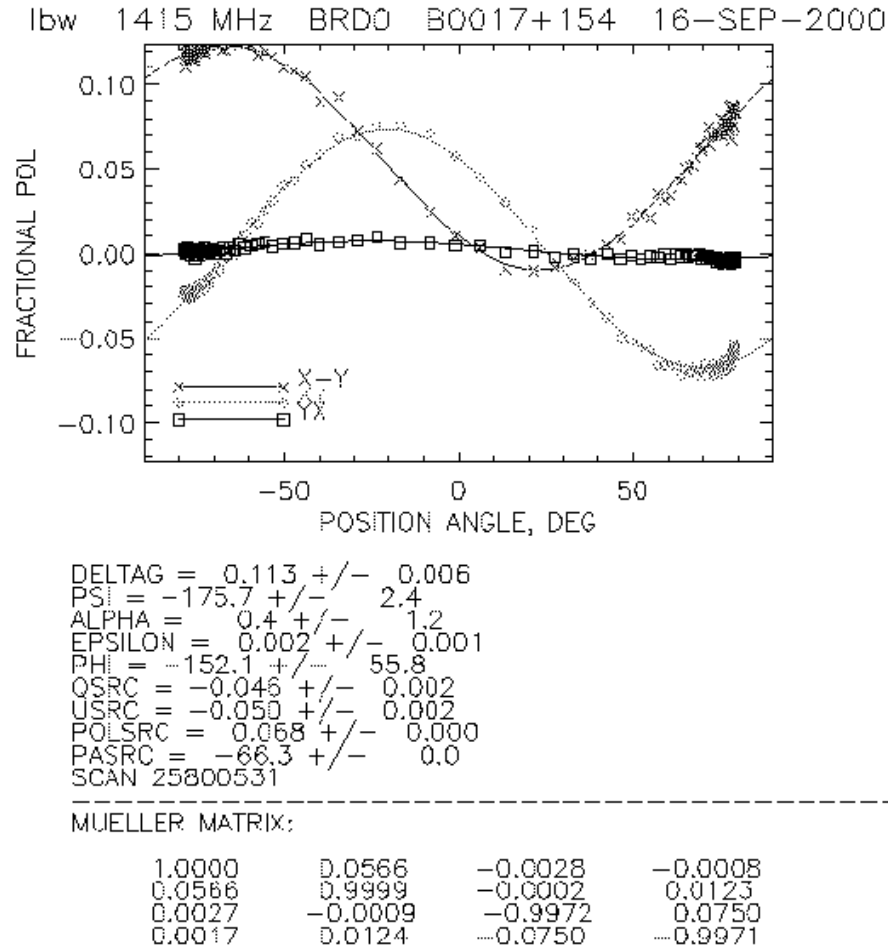 lbw 1415 MHz BRD0 B0017+154 16-SEP-2000
0.10
0.05
0.00
-0.05
-0.10
FRACTIONAL POL
X-Y
YX
-50 0 50
POSITION ANGLE, DEG
DELTAG = 0.113 +/- 0.006
PSI = -175.7 +/- 2.4
ALPHA = 0.4 +/- 1.2
EPSILON = 0.002 +/- 0.001
PHI = -152.1 +/- 55.8
QSRC = -0.046 +/- 0.002
USRC = -0.050 +/- 0.002
POLSRC = 0.068 +/- 0.000
PASRC = -66.3 +/- 0.0
SCAN 25800531
MUELLER MATRIX:
1.0000 0.0566 -0.0028 -0.0008
0.0566 0.9999 -0.0002 0.0123
0.0027 -0.0009 -0.9972 0.0750
0.0017 0.0124 -0.0750 -0.9971